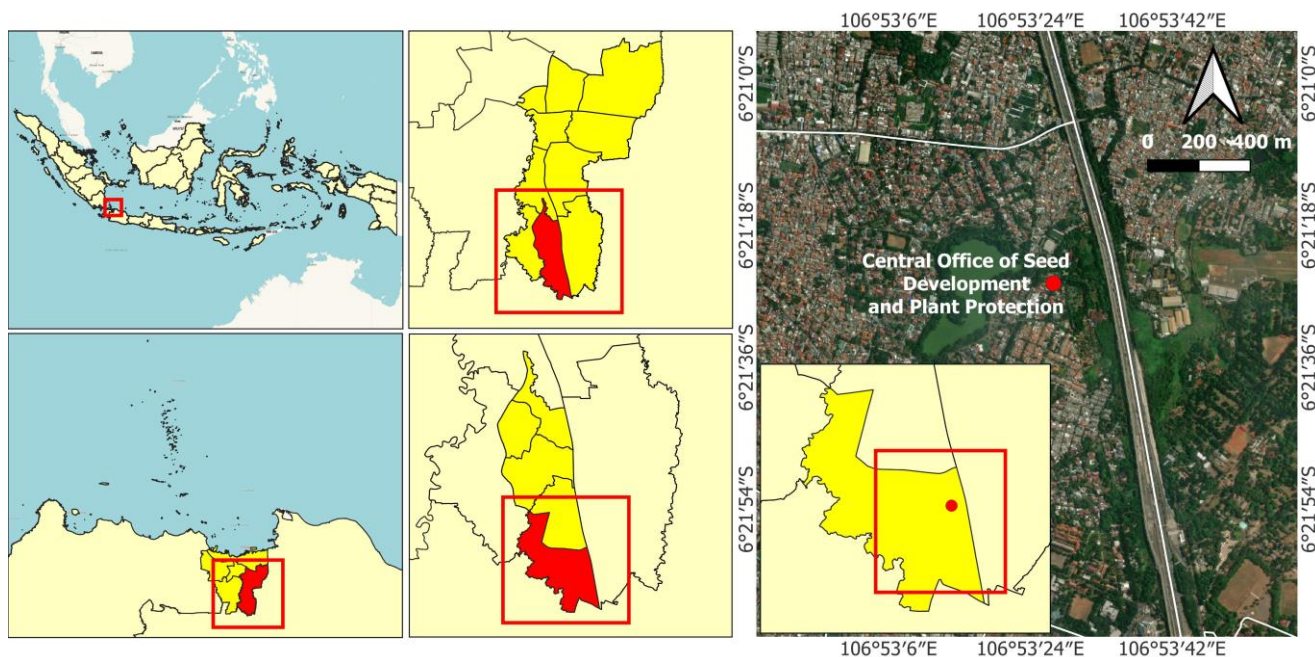 106°53′6″E 106°53′24″E 106°53′42″E
6°21′0″S
6°21′18″S
6°21′36″S
6°21′54″S
0 200 400 m
Central Office of Seed
Development
and Plant Protection
6°21′0″S
6°21′18″S
6°21′36″S
6°21′54″S
106°53′6″E 106°53′24″E 106°53′42″E